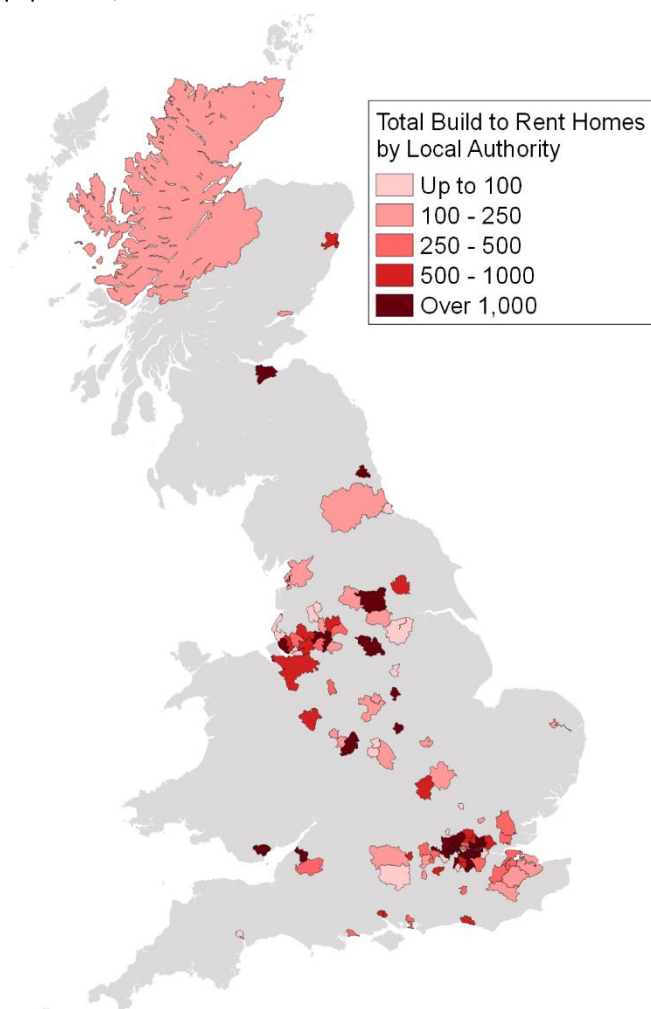 Total Build to Rent Homes
by Local Authority
Up to 100
100 - 250
250 - 500
500 - 1000
Over 1,000